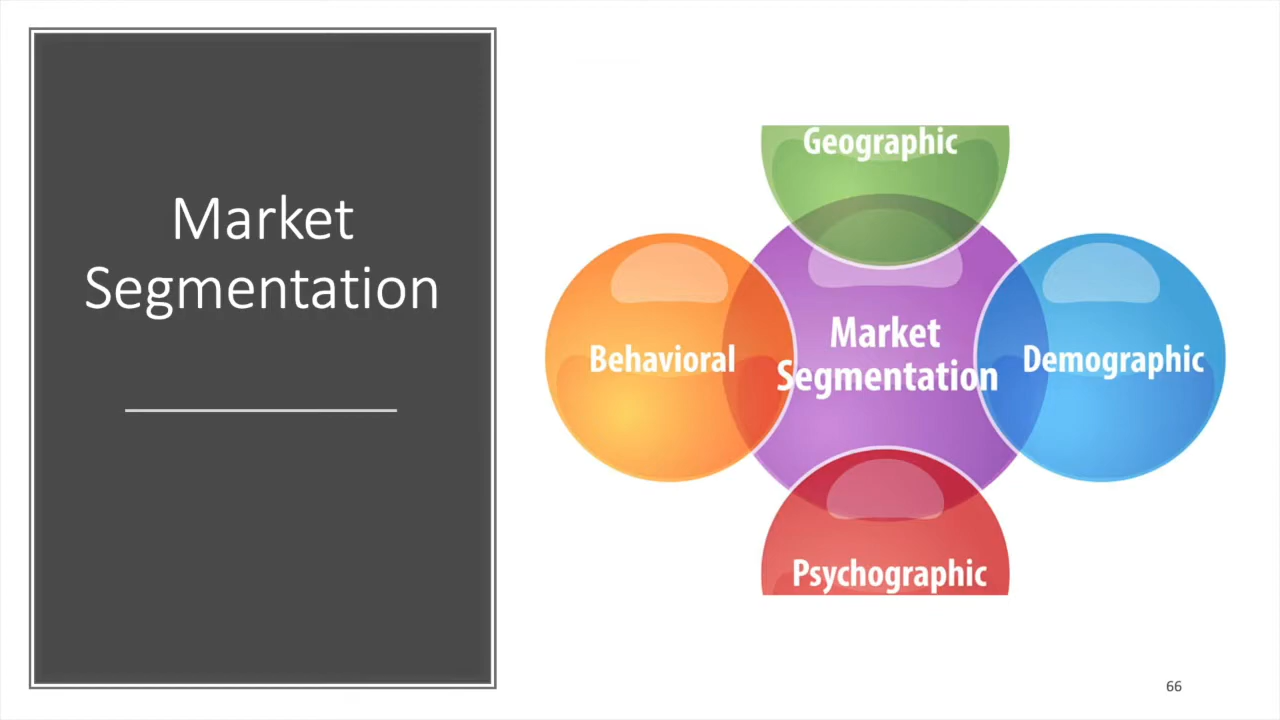 Market
Segmentation
Geographic
Behavioral
Market
Segmentation
Demographic
Psychographic
66